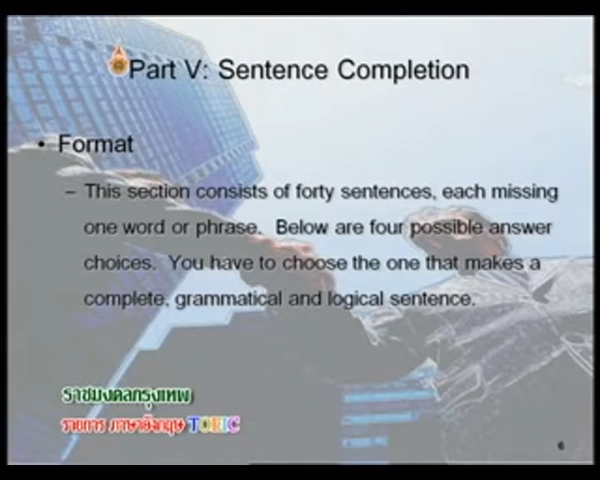 Part V: Sentence Completion
• Format
– This section consists of forty sentences, each missing
one word or phrase. Below are four possible answer
choices. You have to choose the one that makes a
complete, grammatical and logical sentence.
ราชมงคลกรุงเทพ
รายการ ภาษาอังกฤษ TOEIC
6